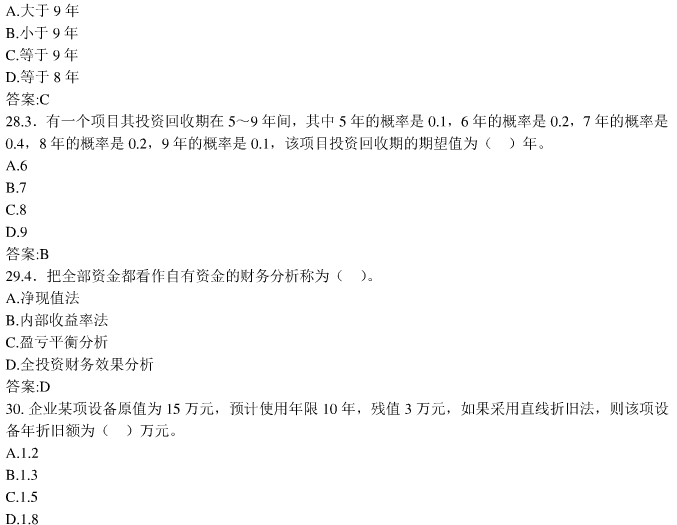 A.大于 9 年
B.小于 9 年
C.等于 9 年
D.等于 8 年
答案:C
28.3．有一个项目其投资回收期在 5～9 年间，其中 5 年的概率是 0.1，6 年的概率是 0.2，7 年的概率是
0.4，8 年的概率是 0.2，9 年的概率是 0.1，该项目投资回收期的期望值为（ ）年。
A.6
B.7
C.8
D.9
答案:B
29.4．把全部资金都看作自有资金的财务分析称为（ ）。
A.净现值法
B.内部收益率法
C.盈亏平衡分析
D.全投资财务效果分析
答案:D
30. 企业某项设备原值为 15 万元，预计使用年限 10 年，残值 3 万元，如果采用直线折旧法，则该项设
备年折旧额为（ ）万元。
A.1.2
B.1.3
C.1.5
D.1.8